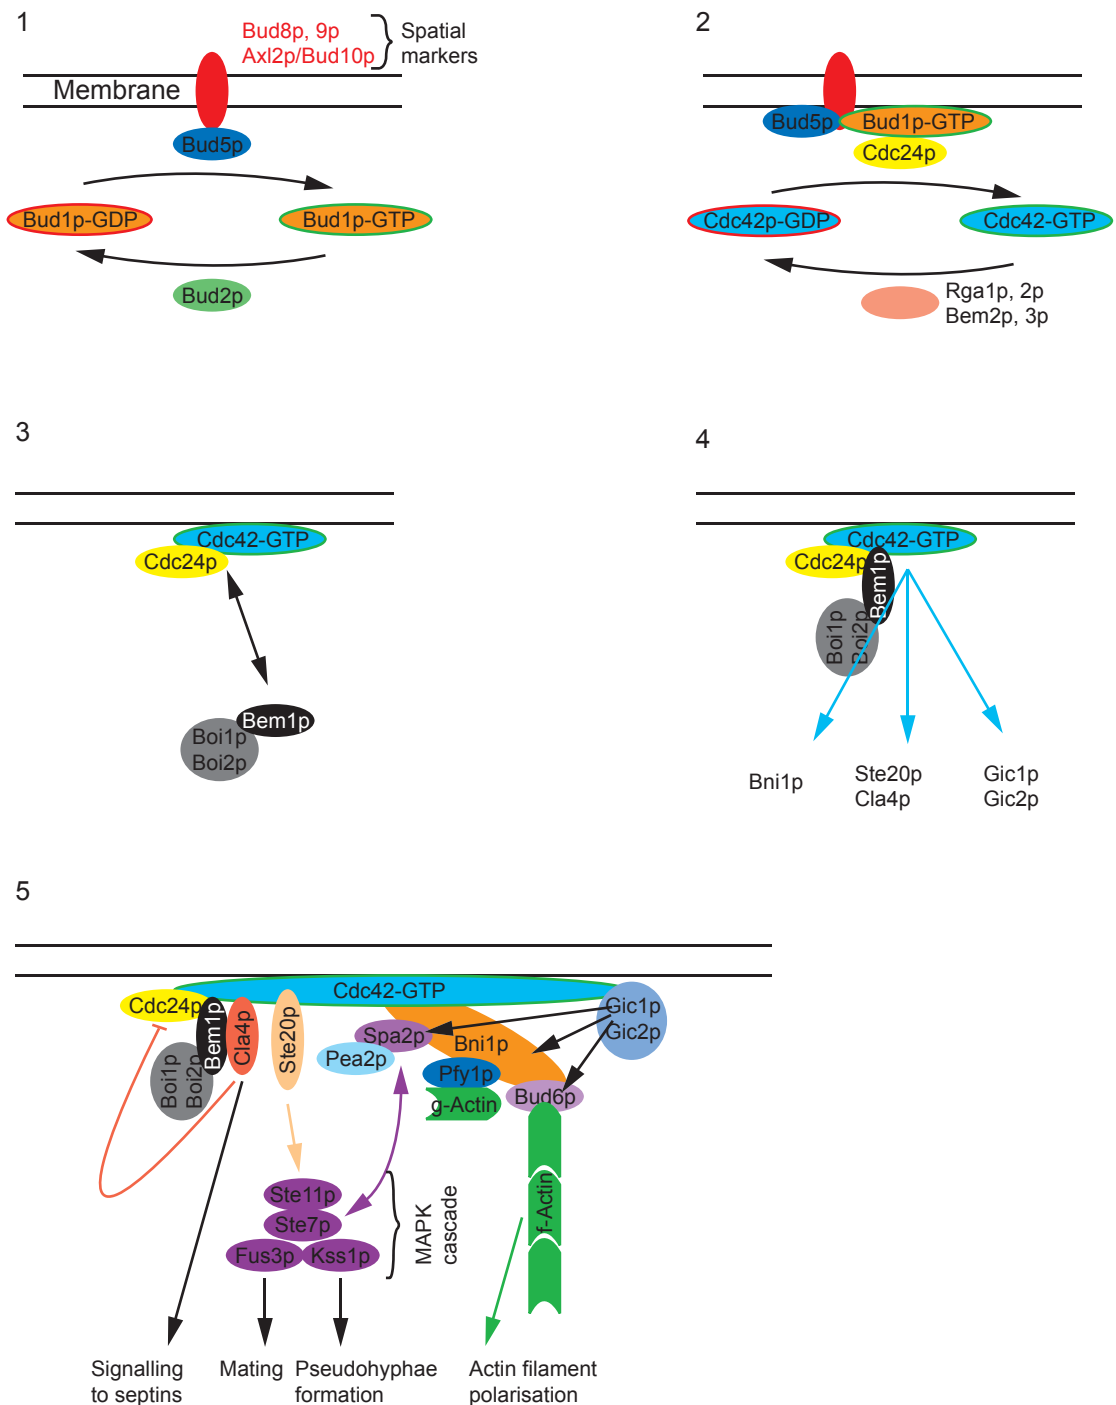 1
Bud8p, 9p
Axl2p/Bud10p
Spatial
markers
Membrane
Bud5p
Bud1p-GDP
Bud1p-GTP
Bud2p
2
Bud5p
Bud1p-GTP
Cdc24p
Cdc42p-GDP
Cdc42-GTP
Rga1p, 2p
Bem2p, 3p
3
Cdc42-GTP
Cdc24p
Bem1p
Boi1p
Boi2p
4
Cdc42-GTP
Cdc24p
Bem1p
Boi1p
Boi2p
Bni1p
Ste20p
Cla4p
Gic1p
Gic2p
5
Cdc42-GTP
Cdc24p
Bem1p
Cla4p
Ste20p
Boi1p
Boi2p
Spa2p
Pea2p
Bni1p
Gic1p
Gic2p
Pfy1p
g-Actin
Bud6p
f-Actin
Ste11p
Ste7p
Fus3p
Kss1p
MAPK
cascade
Signalling
to septins
Mating
Pseudohyphae
formation
Actin filament
polarisation